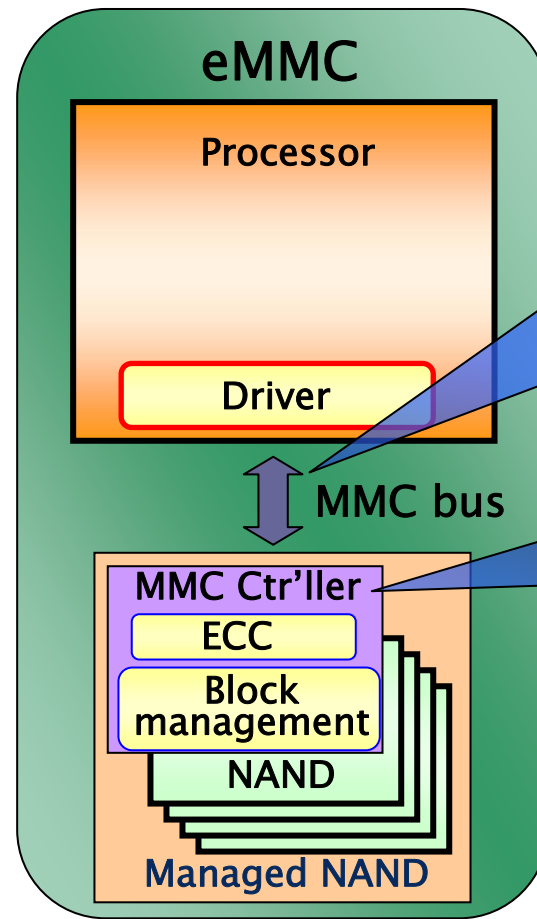 eMMC
Processor
Driver
MMC bus
MMC Ctr'ller
ECC
Block
management
NAND
Managed NAND